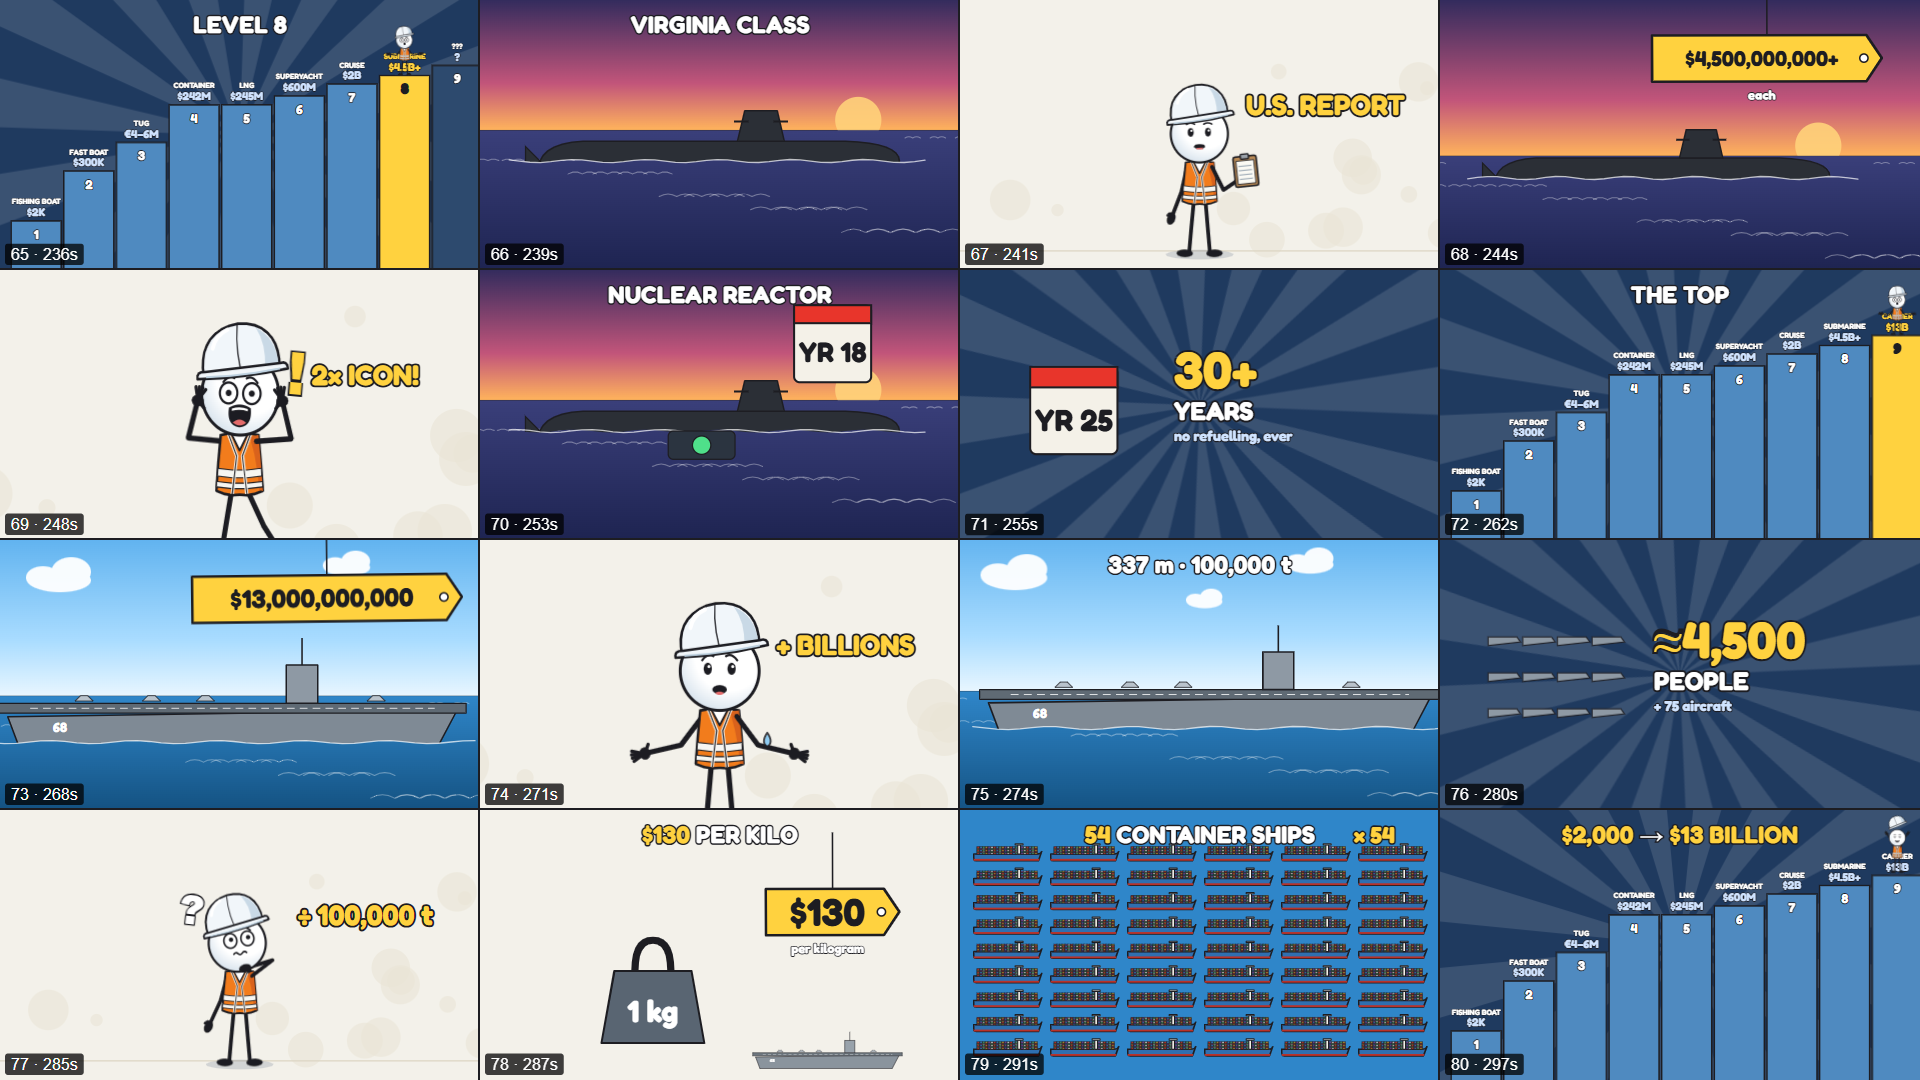 LEVEL 8
???
?
9
SUBMARINE
$4.5B+
8
CRUISE
$2B
7
SUPERYACHT
$600M
6
LNG
$245M
5
CONTAINER
$242M
4
TUG
€4-6M
3
FAST BOAT
$300K
2
FISHING BOAT
$2K
1
65 · 236s
VIRGINIA CLASS
66 · 239s
U.S. REPORT
67 · 241s
$4,500,000,000+
each
68 · 244s
2x ICON!
69 · 248s
NUCLEAR REACTOR
YR 18
70 · 253s
YR 25
30+
YEARS
no refuelling, ever
71 · 255s
THE TOP
CARRIER
$13B
9
SUBMARINE
$4.5B+
8
CRUISE
$2B
7
SUPERYACHT
$600M
6
LNG
$245M
5
CONTAINER
$242M
4
TUG
€4-6M
3
FAST BOAT
$300K
2
FISHING BOAT
$2K
1
72 · 262s
$13,000,000,000
68
73 · 268s
+ BILLIONS
74 · 271s
337 m · 100,000 t
68
75 · 274s
≈4,500
PEOPLE
+ 75 aircraft
76 · 280s
?
÷ 100,000 t
77 · 285s
$130 PER KILO
$130
per kilogram
1 kg
78 · 287s
54 CONTAINER SHIPS
× 54
79 · 291s
$2,000 → $13 BILLION
CARRIER
$13B
9
SUBMARINE
$4.5B+
8
CRUISE
$2B
7
SUPERYACHT
$600M
6
LNG
$245M
5
CONTAINER
$242M
4
TUG
€4-6M
3
FAST BOAT
$300K
2
FISHING BOAT
$2K
1
80 · 297s